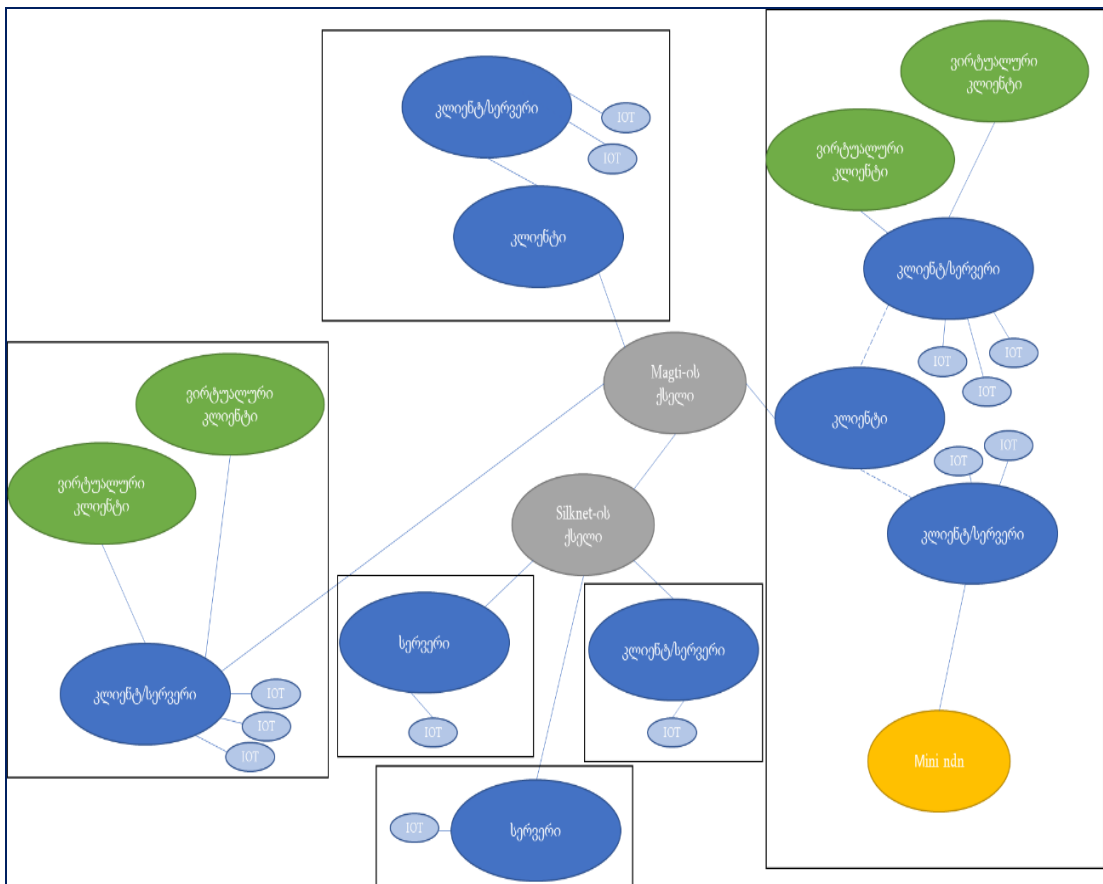 კლიენტ/სერვერი
IOT
IOT
კლიენტი
ვირტუალური
კლიენტი
ვირტუალური
კლიენტი
კლიენტ/სერვერი
IOT
IOT
IOT
კლიენტი
IOT
IOT
კლიენტ/სერვერი
Mini ndn
Magti-ის
ქსელი
Silknet-ის
ქსელი
ვირტუალური
კლიენტი
ვირტუალური
კლიენტი
კლიენტ/სერვერი
IOT
IOT
IOT
სერვერი
IOT
კლიენტ/სერვერი
IOT
IOT
სერვერი